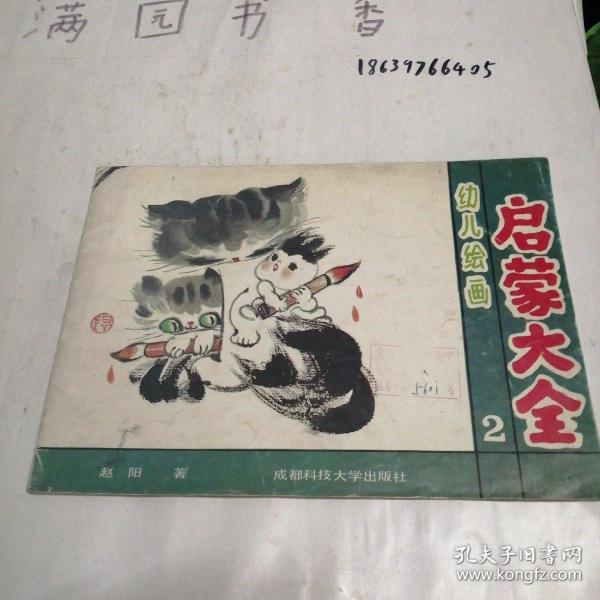 满园书香
18639766405
幼儿绘画
启蒙大全
2
5601
赵阳 著
成都科技大学出版社
孔夫子旧书网
www.kongfz.com